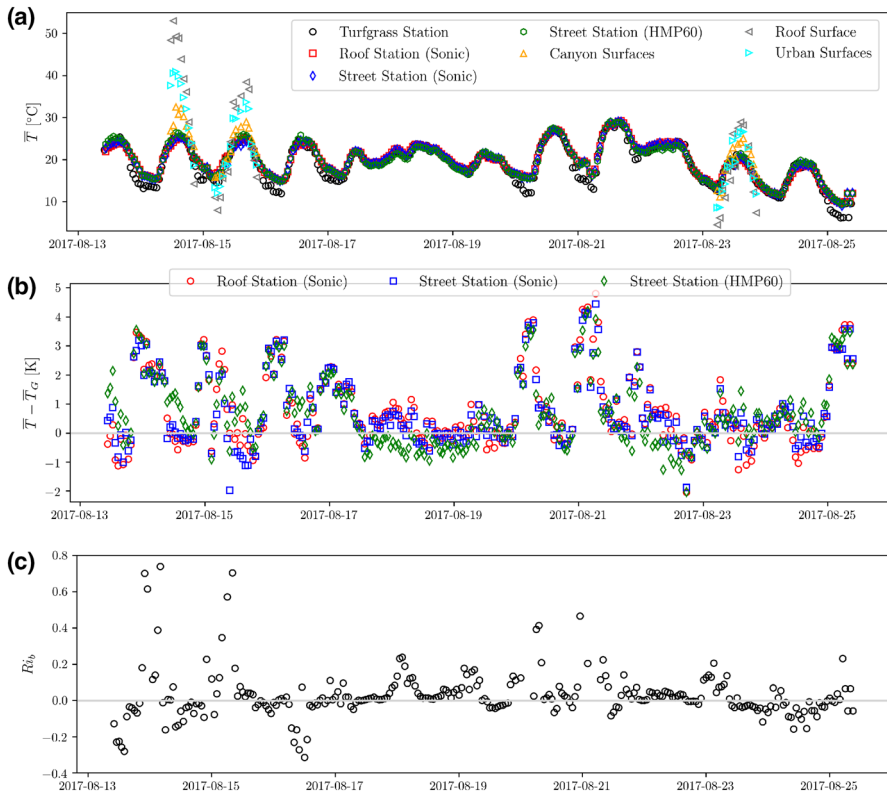 (a)
50
40
30
20
10
T̅ [°C]
Turfgrass Station
Roof Station (Sonic)
Street Station (Sonic)
Street Station (HMP60)
Canyon Surfaces
Roof Surface
Urban Surfaces
2017-08-13 2017-08-15 2017-08-17 2017-08-19 2017-08-21 2017-08-23 2017-08-25
(b)
Roof Station (Sonic) Street Station (Sonic) Street Station (HMP60)
5
4
3
2
1
0
−1
−2
T̅ − T̅_G [K]
2017-08-13 2017-08-15 2017-08-17 2017-08-19 2017-08-21 2017-08-23 2017-08-25
(c)
0.8
0.6
0.4
0.2
0.0
−0.2
−0.4
Ri_b
2017-08-13 2017-08-15 2017-08-17 2017-08-19 2017-08-21 2017-08-23 2017-08-25